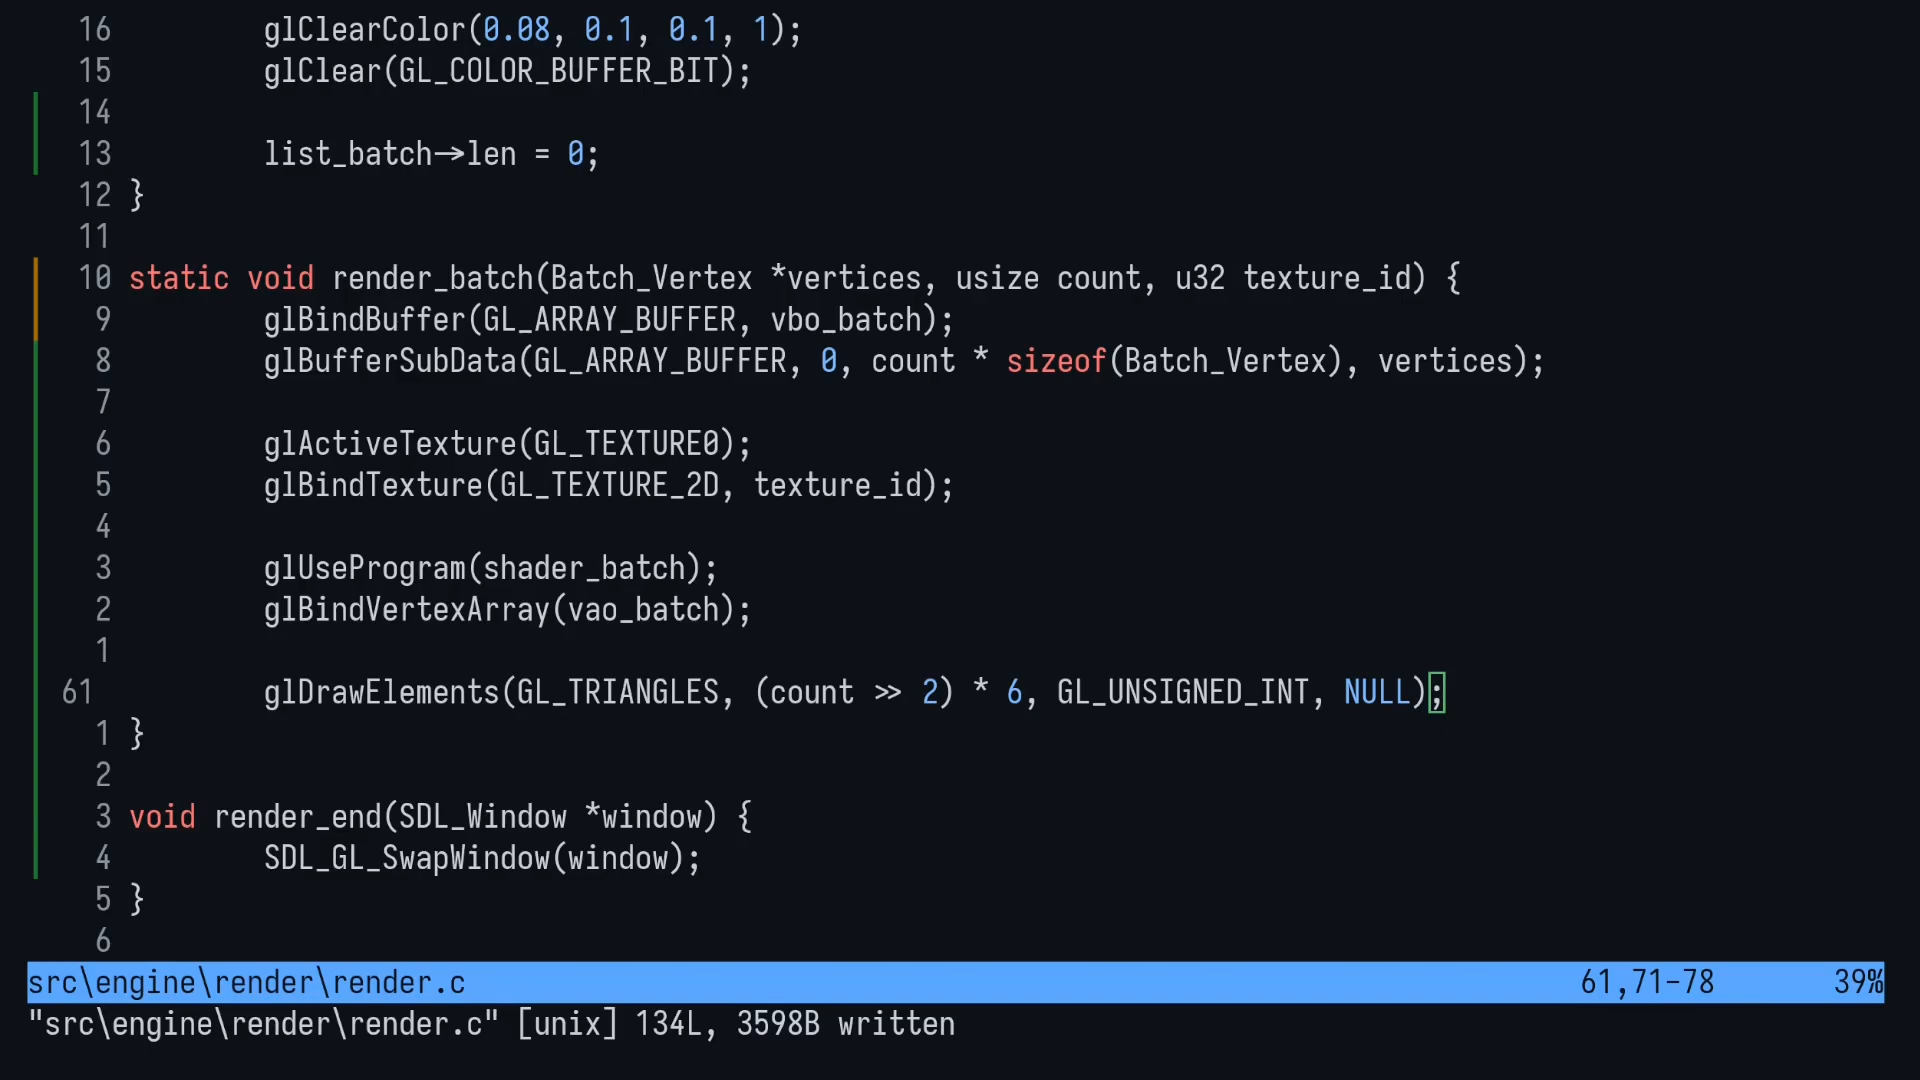 16 glClearColor(0.08, 0.1, 0.1, 1);
15 glClear(GL_COLOR_BUFFER_BIT);
14
13 list_batch->len = 0;
12 }
11
10 static void render_batch(Batch_Vertex *vertices, usize count, u32 texture_id) {
9 glBindBuffer(GL_ARRAY_BUFFER, vbo_batch);
8 glBufferSubData(GL_ARRAY_BUFFER, 0, count * sizeof(Batch_Vertex), vertices);
7
6 glActiveTexture(GL_TEXTURE0);
5 glBindTexture(GL_TEXTURE_2D, texture_id);
4
3 glUseProgram(shader_batch);
2 glBindVertexArray(vao_batch);
1
61 glDrawElements(GL_TRIANGLES, (count >> 2) * 6, GL_UNSIGNED_INT, NULL);
1 }
2
3 void render_end(SDL_Window *window) {
4 SDL_GL_SwapWindow(window);
5 }
6
src\engine\render\render.c 61,71-78 39%
"src\engine\render\render.c" [unix] 134L, 3598B written